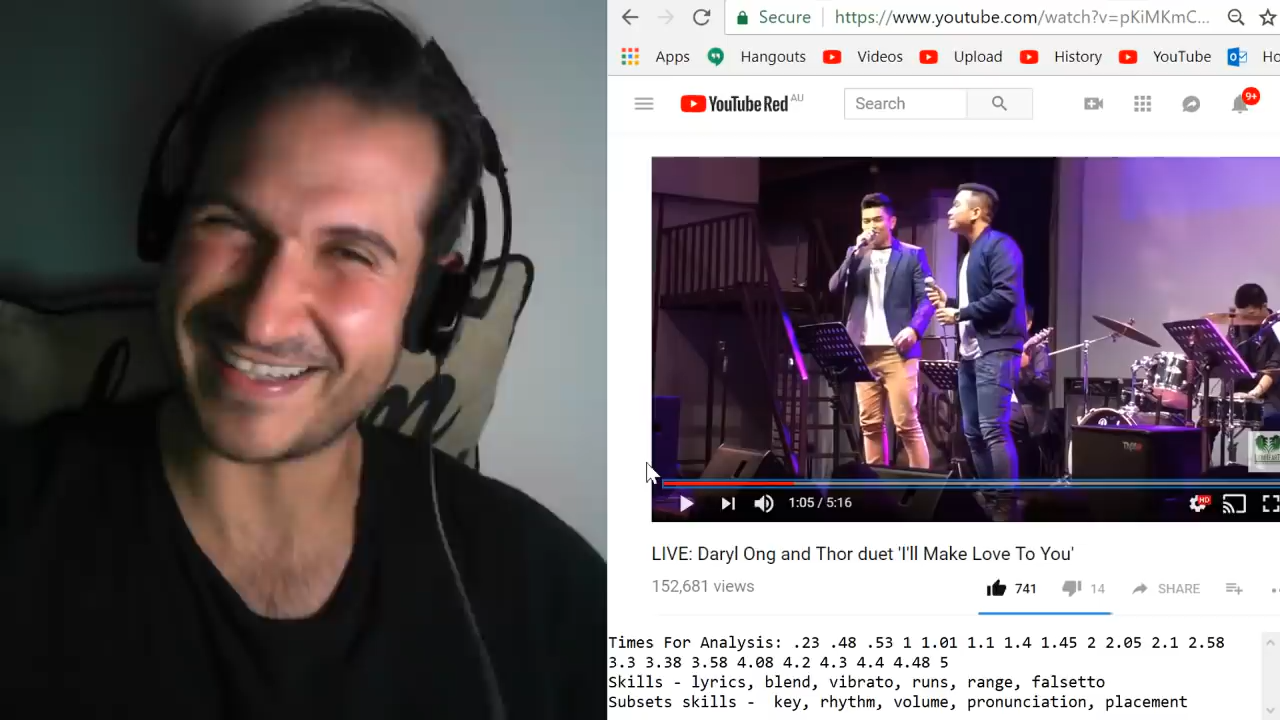 Secure
https://www.youtube.com/watch?v=pKiMKmC...
Apps Hangouts Videos Upload History YouTube Ho
YouTube Red AU
Search
9+
1:05 / 5:16
HD
LIVE: Daryl Ong and Thor duet 'I'll Make Love To You'
152,681 views
741 14 SHARE
Times For Analysis: .23 .48 .53 1 1.01 1.1 1.4 1.45 2 2.05 2.1 2.58
3.3 3.38 3.58 4.08 4.2 4.3 4.4 4.48 5
Skills - lyrics, blend, vibrato, runs, range, falsetto
Subsets skills - key, rhythm, volume, pronunciation, placement